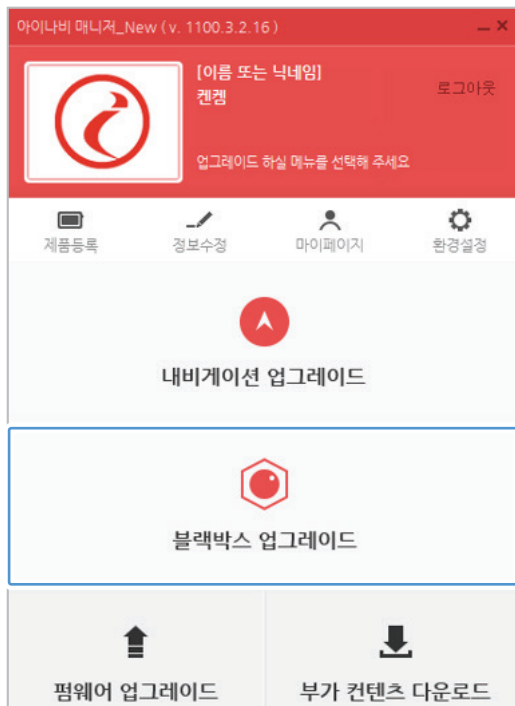 아이나비 매니저_New ( v. 1100.3.2.16 )
[이름 또는 닉네임]
켄켐
로그아웃
업그레이드 하실 메뉴를 선택해 주세요
제품등록
정보수정
마이페이지
환경설정
내비게이션 업그레이드
블랙박스 업그레이드
펌웨어 업그레이드
부가 컨텐츠 다운로드